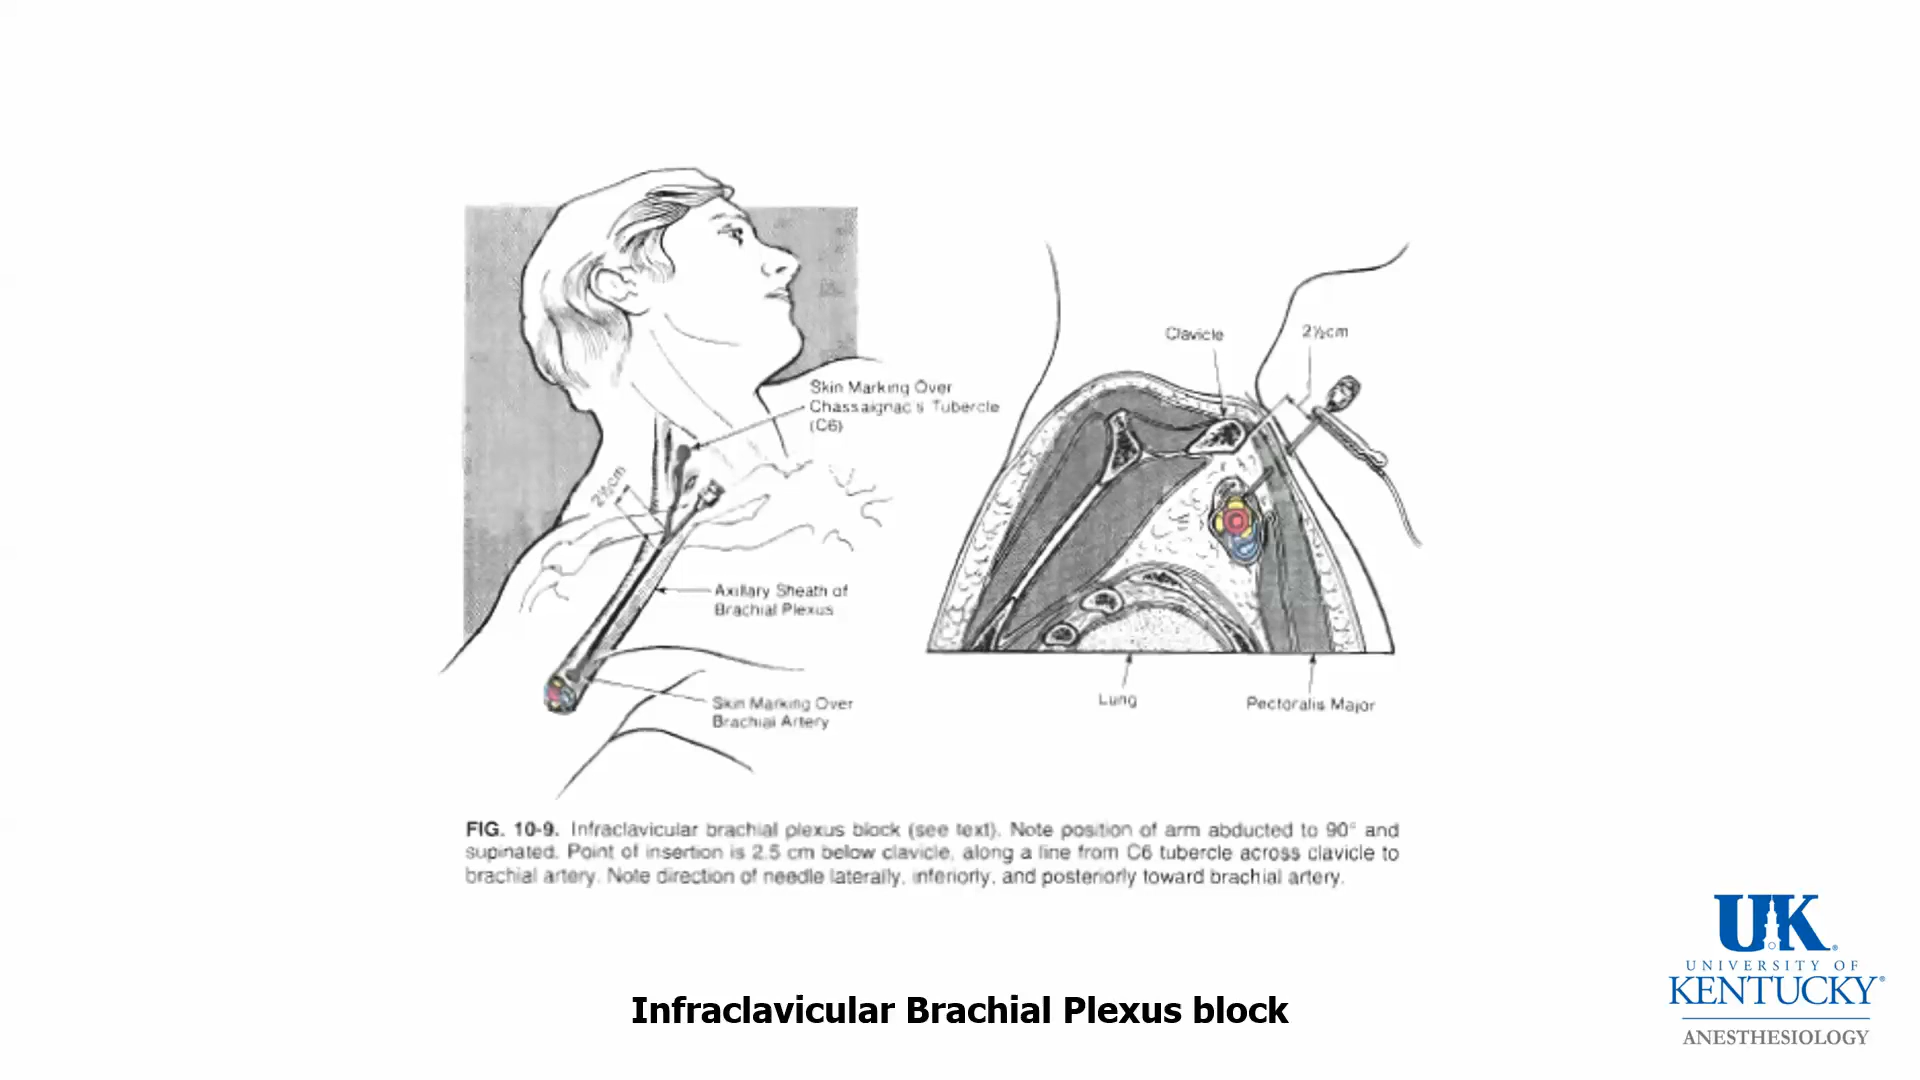 Skin Marking Over
Chassaignac's Tubercle
(C6)
2½cm
Axillary Sheath of
Brachial Plexus
Skin Marking Over
Brachial Artery
Clavicle
2½cm
Lung
Pectoralis Major
FIG. 10-9. Infraclavicular brachial plexus block (see text). Note position of arm abducted to 90° and
supinated. Point of insertion is 2.5 cm below clavicle, along a line from C6 tubercle across clavicle to
brachial artery. Note direction of needle laterally, inferiorly, and posteriorly toward brachial artery.
Infraclavicular Brachial Plexus block
UK®
UNIVERSITY OF
KENTUCKY®
ANESTHESIOLOGY